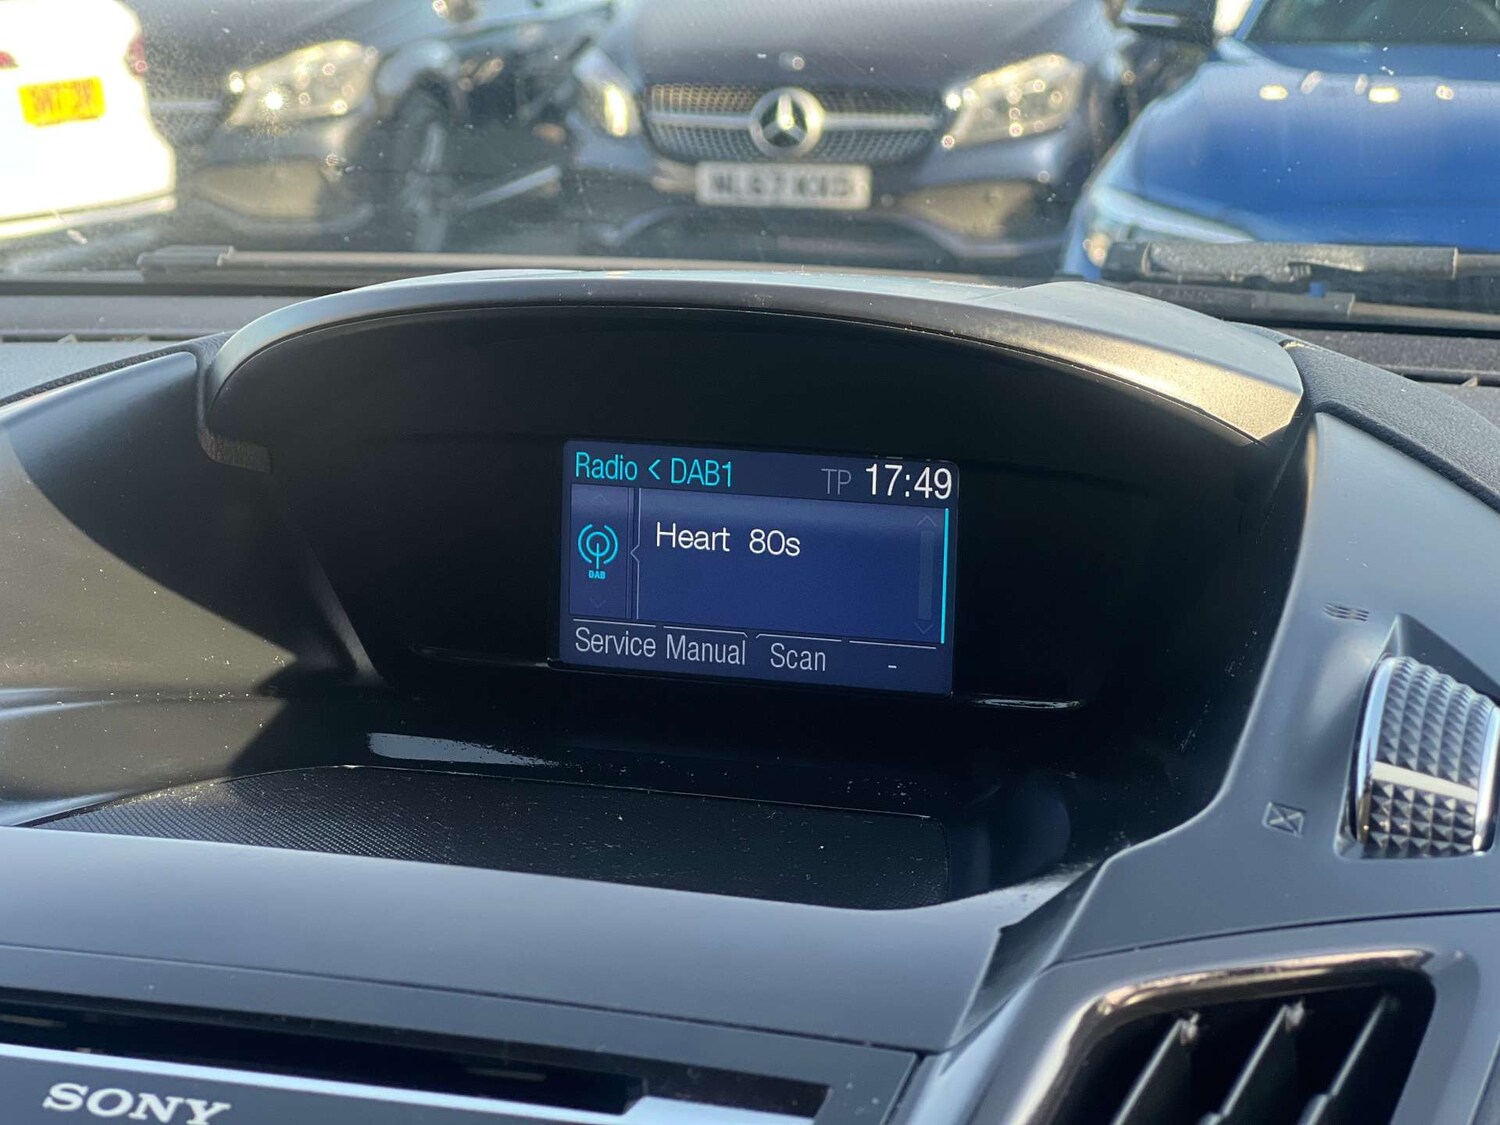 Radio < DAB1 TP 17:49
Heart 80s
DAB
Service Manual Scan -
SONY